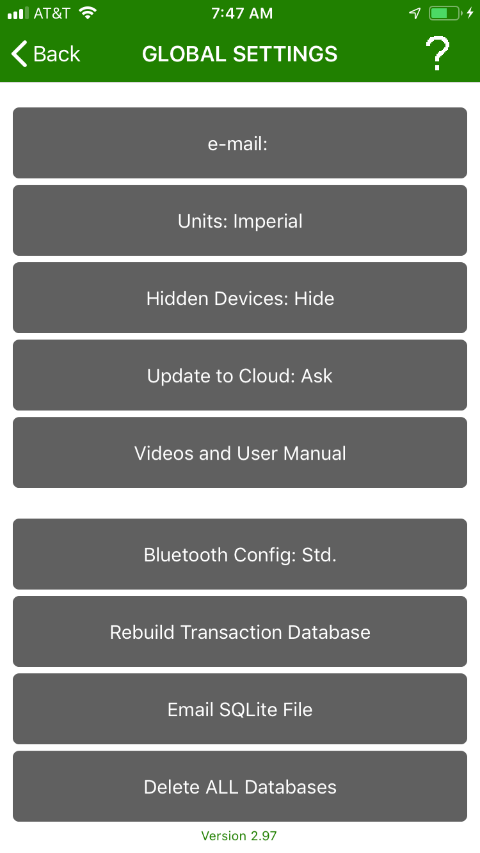 AT&T 7:47 AM
Back GLOBAL SETTINGS ?
e-mail:
Units: Imperial
Hidden Devices: Hide
Update to Cloud: Ask
Videos and User Manual
Bluetooth Config: Std.
Rebuild Transaction Database
Email SQLite File
Delete ALL Databases
Version 2.97